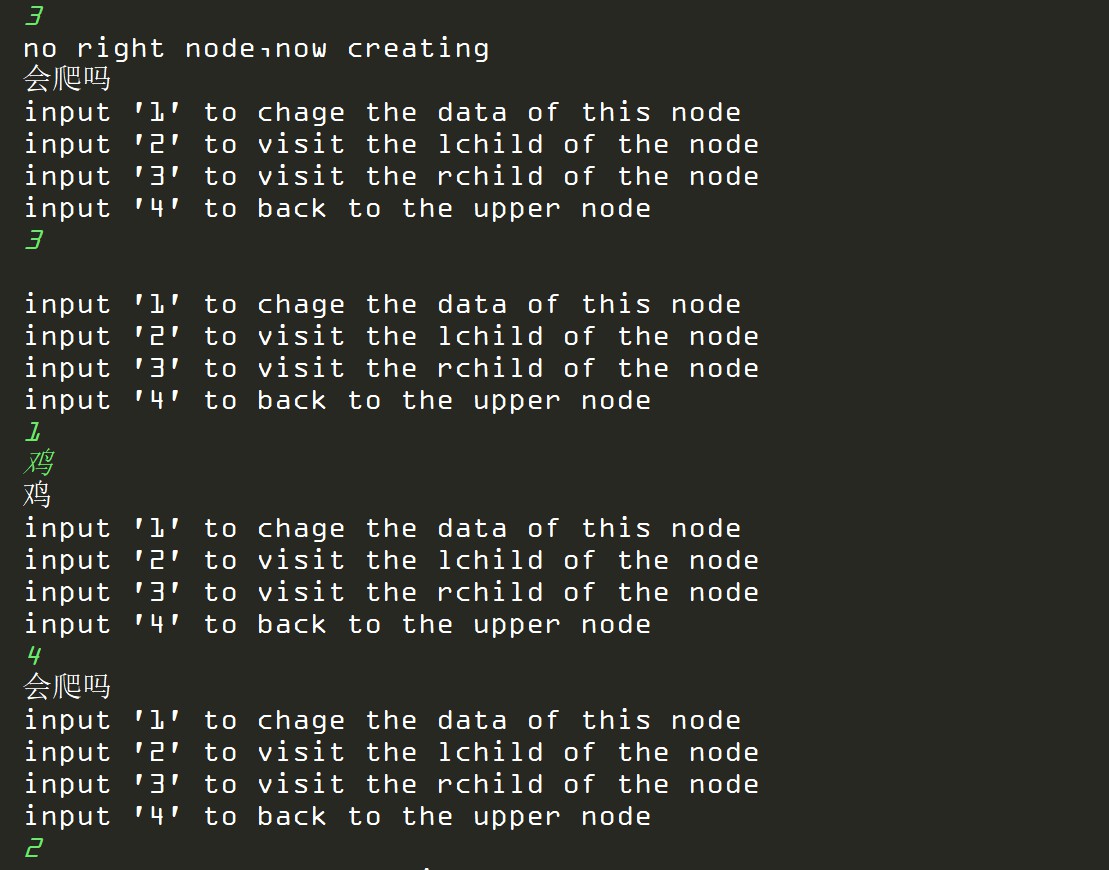 3
no right node,now creating
会爬吗
input '1' to chage the data of this node
input '2' to visit the lchild of the node
input '3' to visit the rchild of the node
input '4' to back to the upper node
3
input '1' to chage the data of this node
input '2' to visit the lchild of the node
input '3' to visit the rchild of the node
input '4' to back to the upper node
1
鸡
鸡
input '1' to chage the data of this node
input '2' to visit the lchild of the node
input '3' to visit the rchild of the node
input '4' to back to the upper node
4
会爬吗
input '1' to chage the data of this node
input '2' to visit the lchild of the node
input '3' to visit the rchild of the node
input '4' to back to the upper node
2